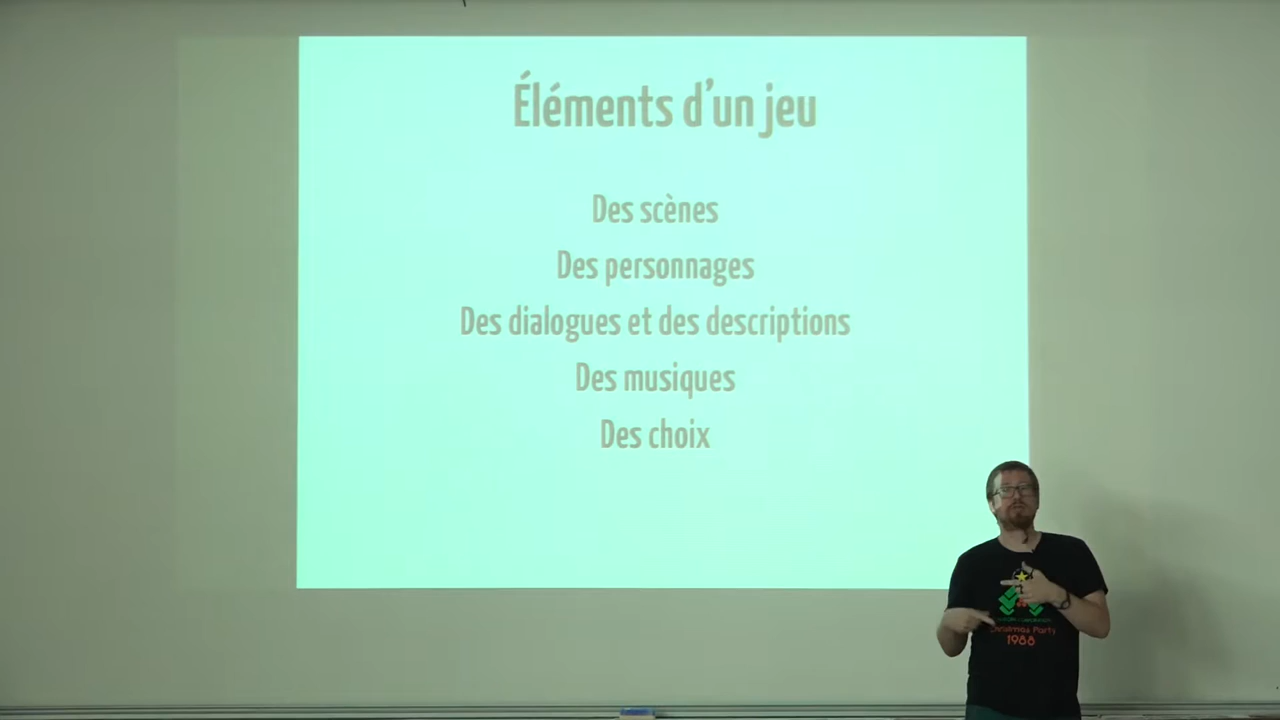 Éléments d'un jeu
Des scènes
Des personnages
Des dialogues et des descriptions
Des musiques
Des choix
Christmas Party
1988